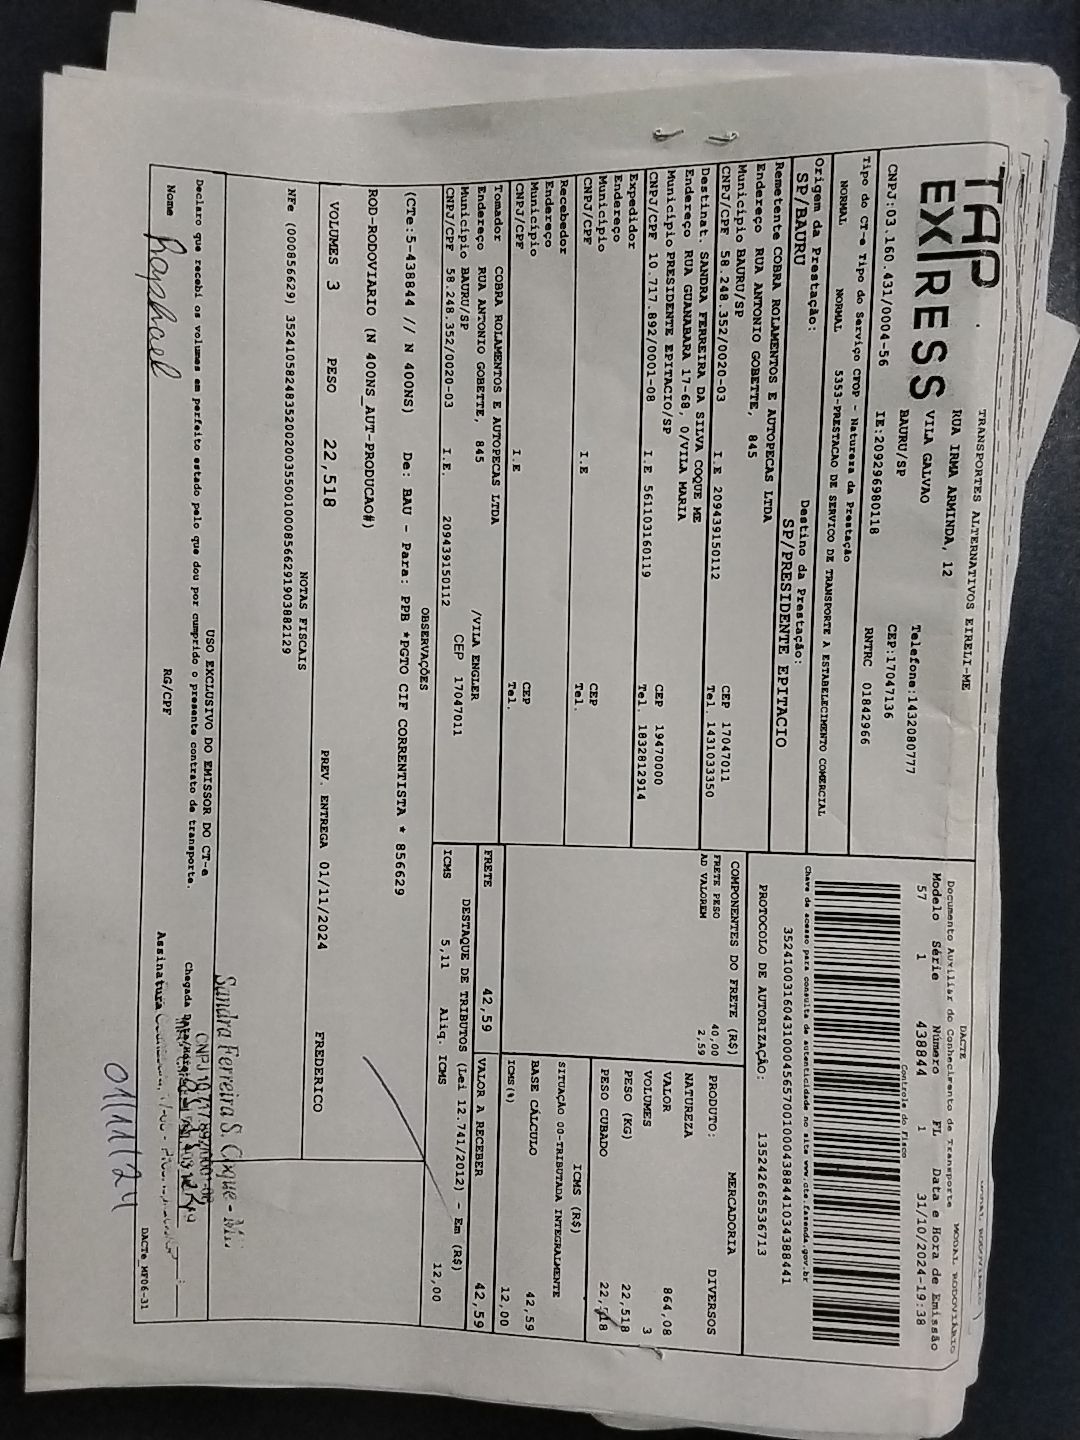 TAP
EXPRESS
TRANSPORTES ALTERNATIVOS EIRELI-ME
RUA IRMA ARMINDA, 12
VILA GALVAO
BAURU/SP
Telefone:1432080777
CEP:17047136
CNPJ:03.160.431/0004-56 IE:209296980118 RNTRC 01842966
Tipo do CT-e Tipo do Serviço CFOP - Natureza da Prestação
NORMAL NORMAL 5353-PRESTACAO DE SERVICO DE TRANSPORTE A ESTABELECIMENTO COMERCIAL
Origem da Prestação: Destino da Prestação:
SP/BAURU SP/PRESIDENTE EPITACIO
DACTE MODAL RODOVIÁRIO
Documento Auxiliar do Conhecimento de Transporte
Modelo Série Número FL Data e Hora de Emissão
57 1 438844 1 31/10/2024-19:38
Controle do Fisco
Chave de acesso para consulta de autenticidade no site www.cte.fazenda.gov.br
35241003160431000456570010004388441034388441
PROTOCOLO DE AUTORIZAÇÃO: 135242665536713
Remetente COBRA ROLAMENTOS E AUTOPECAS LTDA
Endereço RUA ANTONIO GOBETTE, 845
Município BAURU/SP CEP 17047011
CNPJ/CPF 58.248.352/0020-03 I.E 209439150112 Tel. 1431033350
Destinat. SANDRA FERREIRA DA SILVA COQUE ME
Endereço RUA GUANABARA 17-68, 0/VILA MARIA
Município PRESIDENTE EPITACIO/SP CEP 19470000
CNPJ/CPF 10.717.892/0001-08 I.E 561103160119 Tel. 1832812914
Expedidor
Endereço
Município CEP
CNPJ/CPF I.E Tel.
Recebedor
Endereço
Município CEP
CNPJ/CPF I.E Tel.
Tomador COBRA ROLAMENTOS E AUTOPECAS LTDA
Endereço RUA ANTONIO GOBETTE, 845 /VILA ENGLER
Município BAURU/SP CEP 17047011
CNPJ/CPF 58.248.352/0020-03 I.E. 209439150112
COMPONENTES DO FRETE (R$)
FRETE PESO 40,00
AD VALOREM 2,59
MERCADORIA
PRODUTO: DIVERSOS
NATUREZA
VALOR 864,08
VOLUMES 3
PESO (KG) 22,518
PESO CUBADO 22,518
ICMS (R$)
SITUAÇÃO 00-TRIBUTADA INTEGRALMENTE
BASE CÁLCULO 42,59
ICMS(%) 12,00
FRETE 42,59 VALOR A RECEBER 42,59
DESTAQUE DE TRIBUTOS (Lei 12.741/2012) - Em (R$)
ICMS 5,11 Aliq. ICMS 12,00
OBSERVAÇÕES
(CTe:5-438844 // N 400NS) De: BAU - Para: PPB *PGTO CIF CORRENTISTA * 856629
ROD-RODOVIARIO (N 400NS_AUT-PRODUCAO#)
VOLUMES 3 PESO 22,518 PREV. ENTREGA 01/11/2024 FREDERICO
NOTAS FISCAIS
NFe (000856629) 35241058248352002003550010008566291903882129
USO EXCLUSIVO DO EMISSOR DO CT-e
Declaro que recebi os volumes em perfeito estado pelo que dou por cumprido o presente contrato de transporte.
Nome Raphael RG/CPF Assinatura
Chegada Data/Hora
Sandra Ferreira S. Coque - ME
01/11/24
DACTe_MF06-31